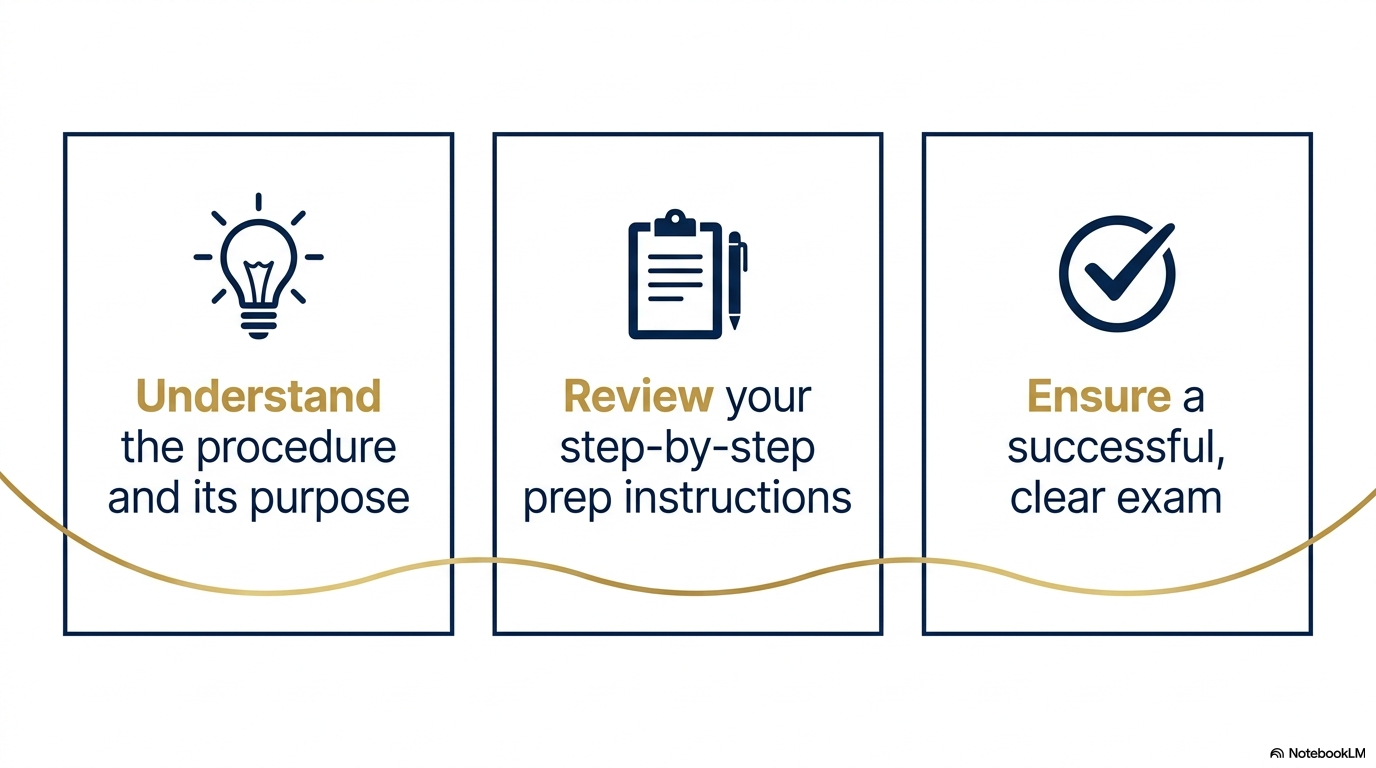 Understand
the procedure
and its purpose
Review your
step-by-step
prep instructions
Ensure a
successful,
clear exam
NotebookLM